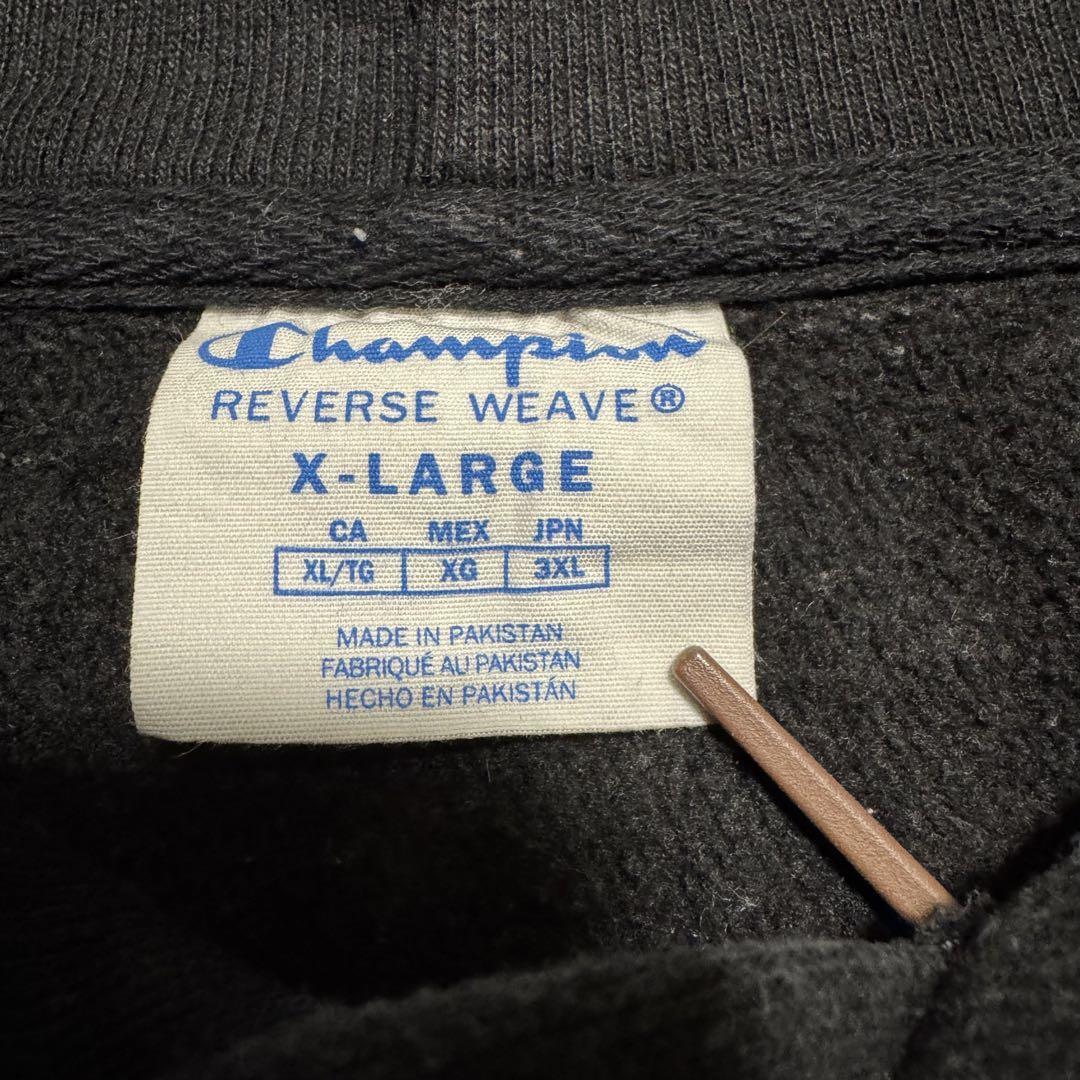 Champion
REVERSE WEAVE®
X-LARGE
CA MEX JPN
XL/TG XG 3XL
MADE IN PAKISTAN
FABRIQUÉ AU PAKISTAN
HECHO EN PAKISTÁN